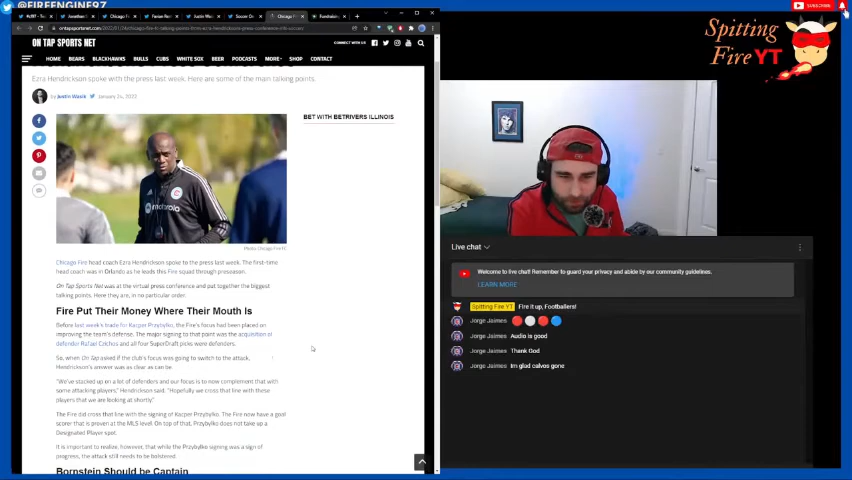 @FIREENGINE92
SUBSCRIBE
ON TAP SPORTS NET
CONNECT WITH US
HOME BEARS BLACKHAWKS BULLS CUBS WHITE SOX BEER PODCASTS MORE SHOP CONTACT
Ezra Hendrickson spoke with the press last week. Here are some of the main talking points.
by Justin Wasik January 24, 2022
BET WITH BETRIVERS ILLINOIS
motorola
Photo: Chicago Fire FC
Chicago Fire head coach Ezra Hendrickson spoke to the press last week. The first-time
head coach was in Orlando as he leads this Fire squad through preseason.
On Tap Sports Net was at the virtual press conference and put together the biggest
talking points. Here they are, in no particular order.
Fire Put Their Money Where Their Mouth Is
Before last week's trade for Kacper Przybylko, the Fire's focus had been placed on
improving the team's defense. The major signing to that point was the acquisition of
defender Rafael Czichos and all four SuperDraft picks were defenders.
So, when On Tap asked if the club's focus was going to switch to the attack,
Hendrickson's answer was as clear as can be.
"We've stacked up on a lot of defenders and our focus is to now complement that with
some attacking players," Hendrickson said. "Hopefully we cross that line with these
players that we are looking at shortly."
The Fire did cross that line with the signing of Kacper Przybylko. The Fire now have a goal
scorer that is proven at the MLS level. On top of that, Przybylko does not take up a
Designated Player spot.
It is important to realize, however, that while the Przybylko signing was a sign of
progress, the attack still needs to be bolstered.
Bornstein Should be Captain
Spitting
Fire YT
Live chat
Welcome to live chat! Remember to guard your privacy and abide by our community guidelines.
LEARN MORE
Spitting Fire YT Fire it up, Footballers!
Jorge Jaimes
Jorge Jaimes Audio is good
Jorge Jaimes Thank God
Jorge Jaimes Im glad calvos gone